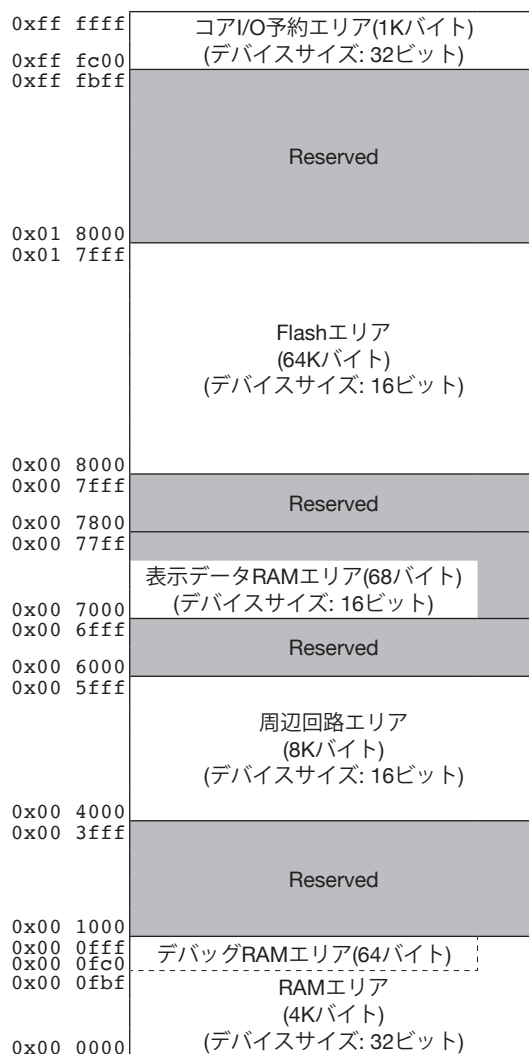 0xff ffff
コアI/O予約エリア(1Kバイト)
(デバイスサイズ: 32ビット)
0xff fc00
0xff fbff
Reserved
0x01 8000
0x01 7fff
Flashエリア
(64Kバイト)
(デバイスサイズ: 16ビット)
0x00 8000
0x00 7fff
Reserved
0x00 7800
0x00 77ff
表示データRAMエリア(68バイト)
(デバイスサイズ: 16ビット)
0x00 7000
0x00 6fff
Reserved
0x00 6000
0x00 5fff
周辺回路エリア
(8Kバイト)
(デバイスサイズ: 16ビット)
0x00 4000
0x00 3fff
Reserved
0x00 1000
0x00 0fff
デバッグRAMエリア(64バイト)
0x00 0fc0
0x00 0fbf
RAMエリア
(4Kバイト)
(デバイスサイズ: 32ビット)
0x00 0000